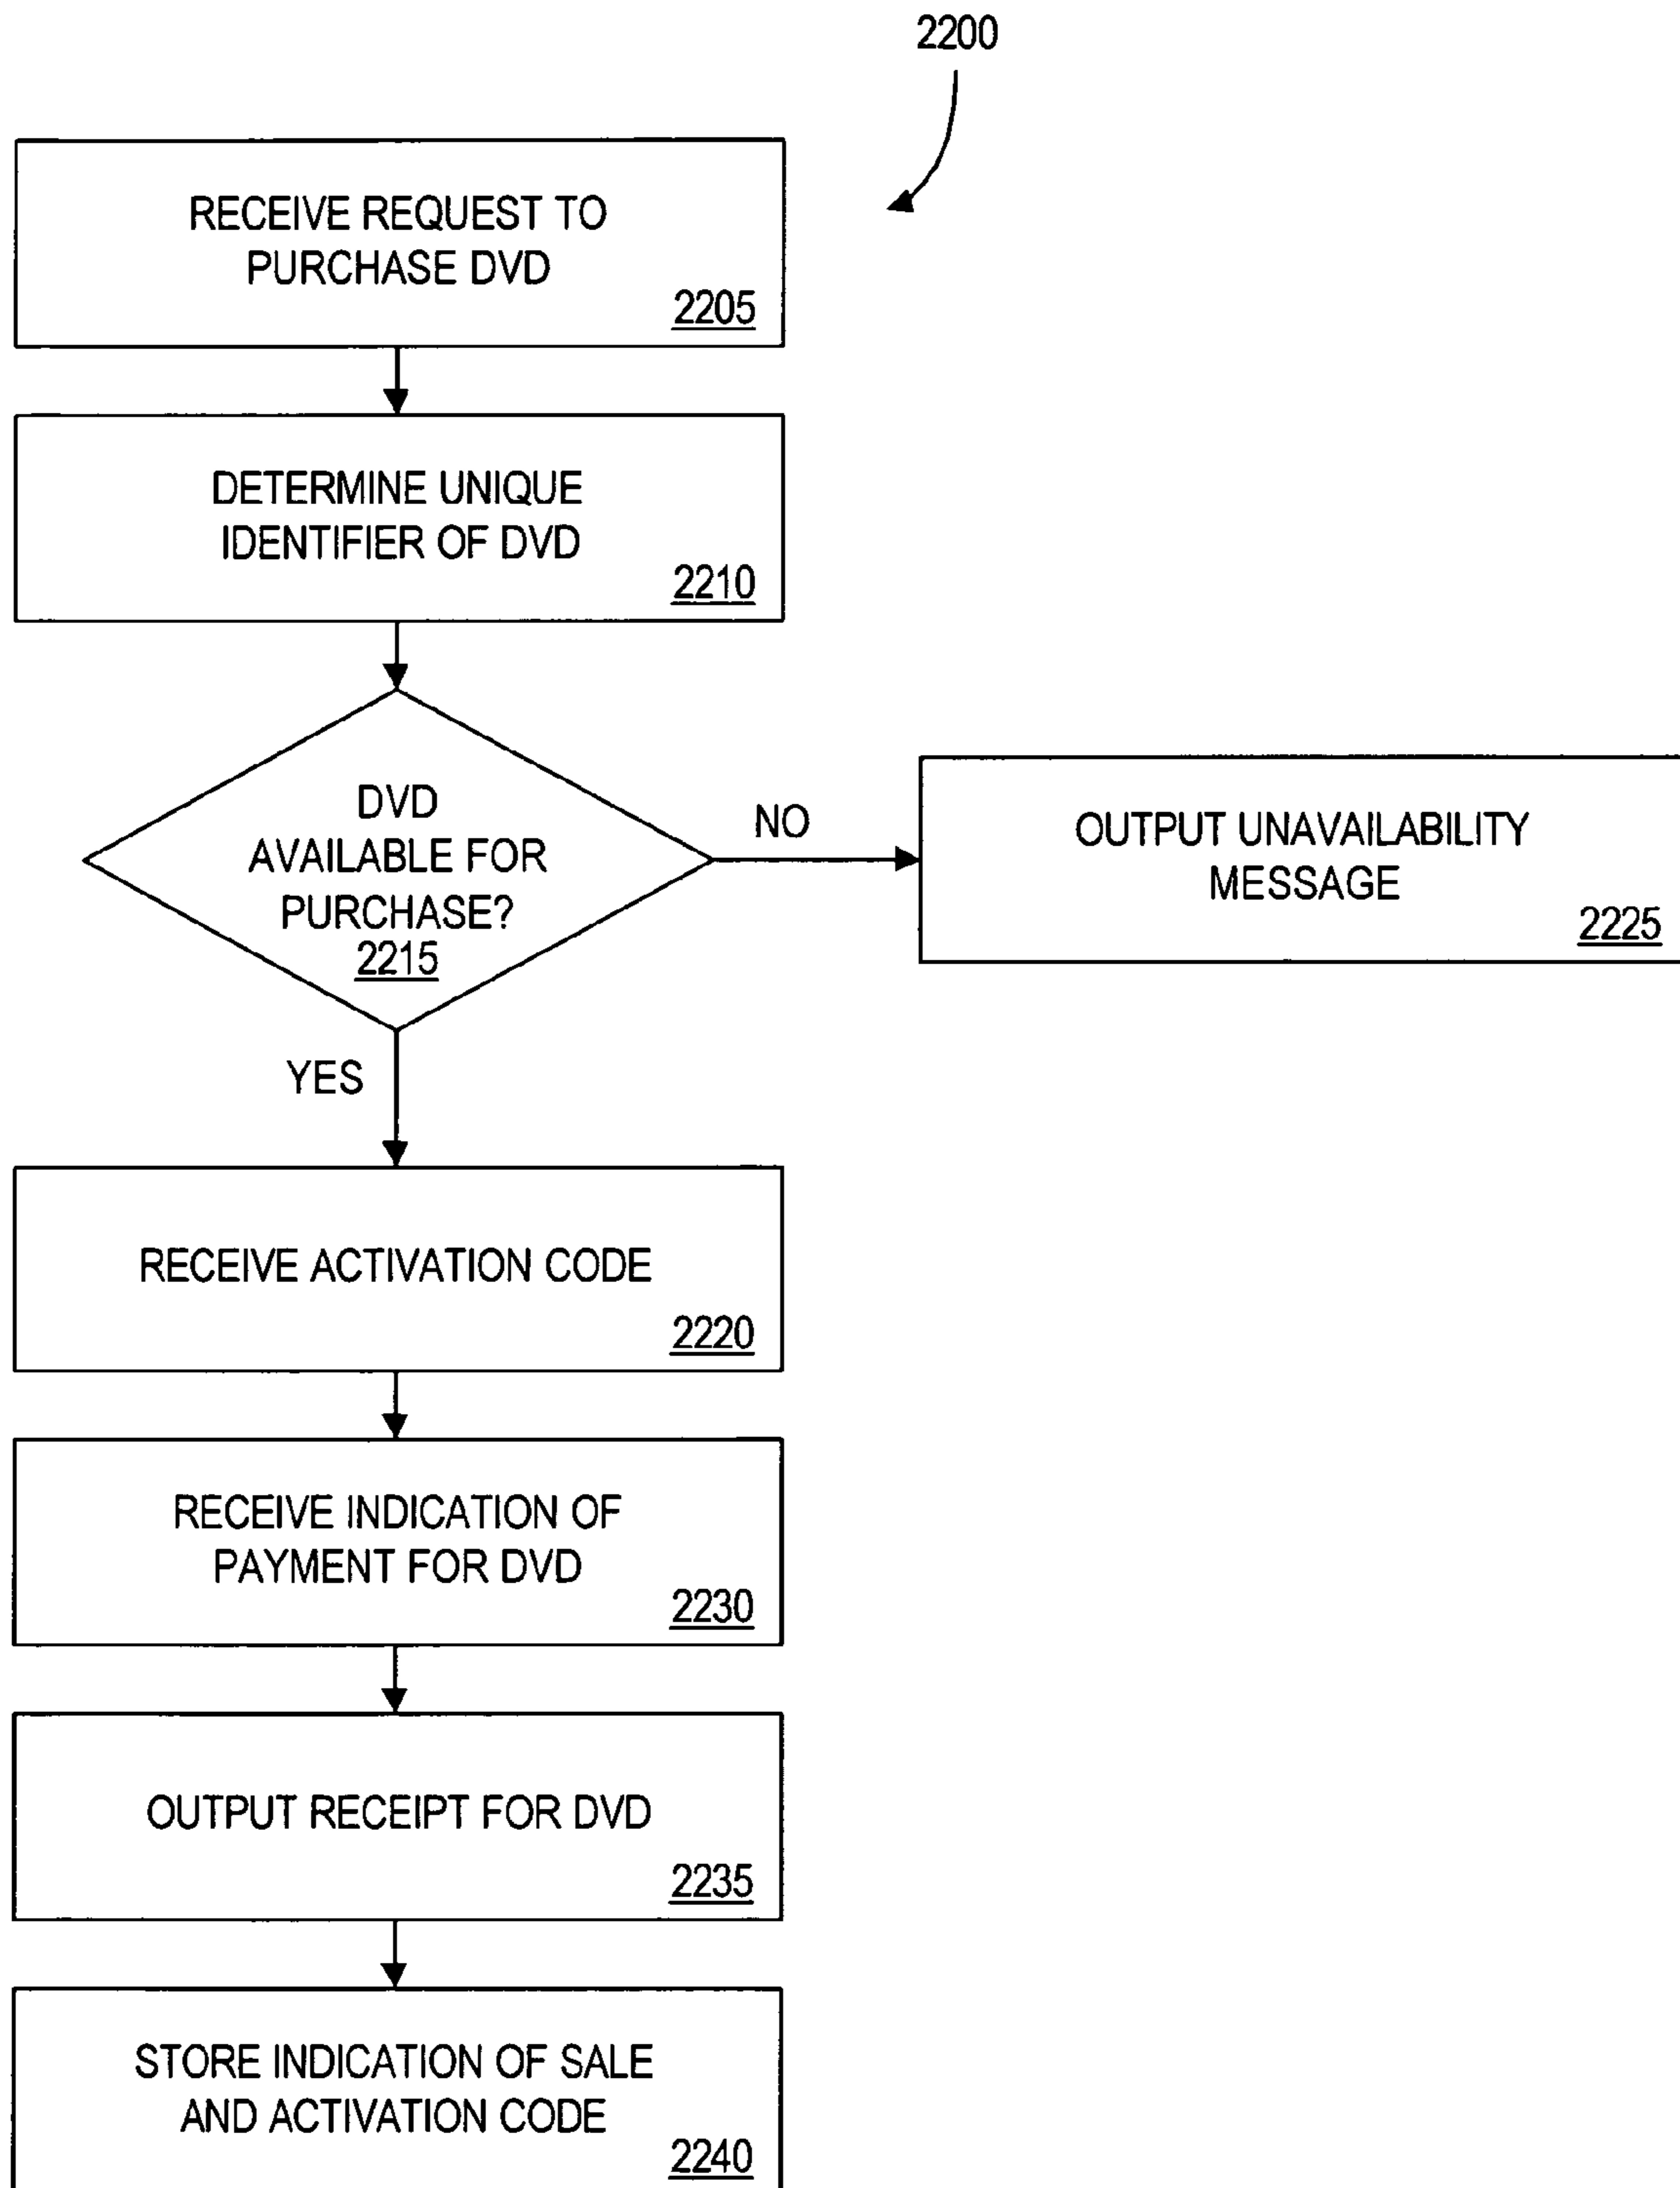 2200
RECEIVE REQUEST TO
PURCHASE DVD
2205
DETERMINE UNIQUE
IDENTIFIER OF DVD
2210
DVD
AVAILABLE FOR
PURCHASE?
2215
NO
OUTPUT UNAVAILABILITY
MESSAGE
2225
YES
RECEIVE ACTIVATION CODE
2220
RECEIVE INDICATION OF
PAYMENT FOR DVD
2230
OUTPUT RECEIPT FOR DVD
2235
STORE INDICATION OF SALE
AND ACTIVATION CODE
2240